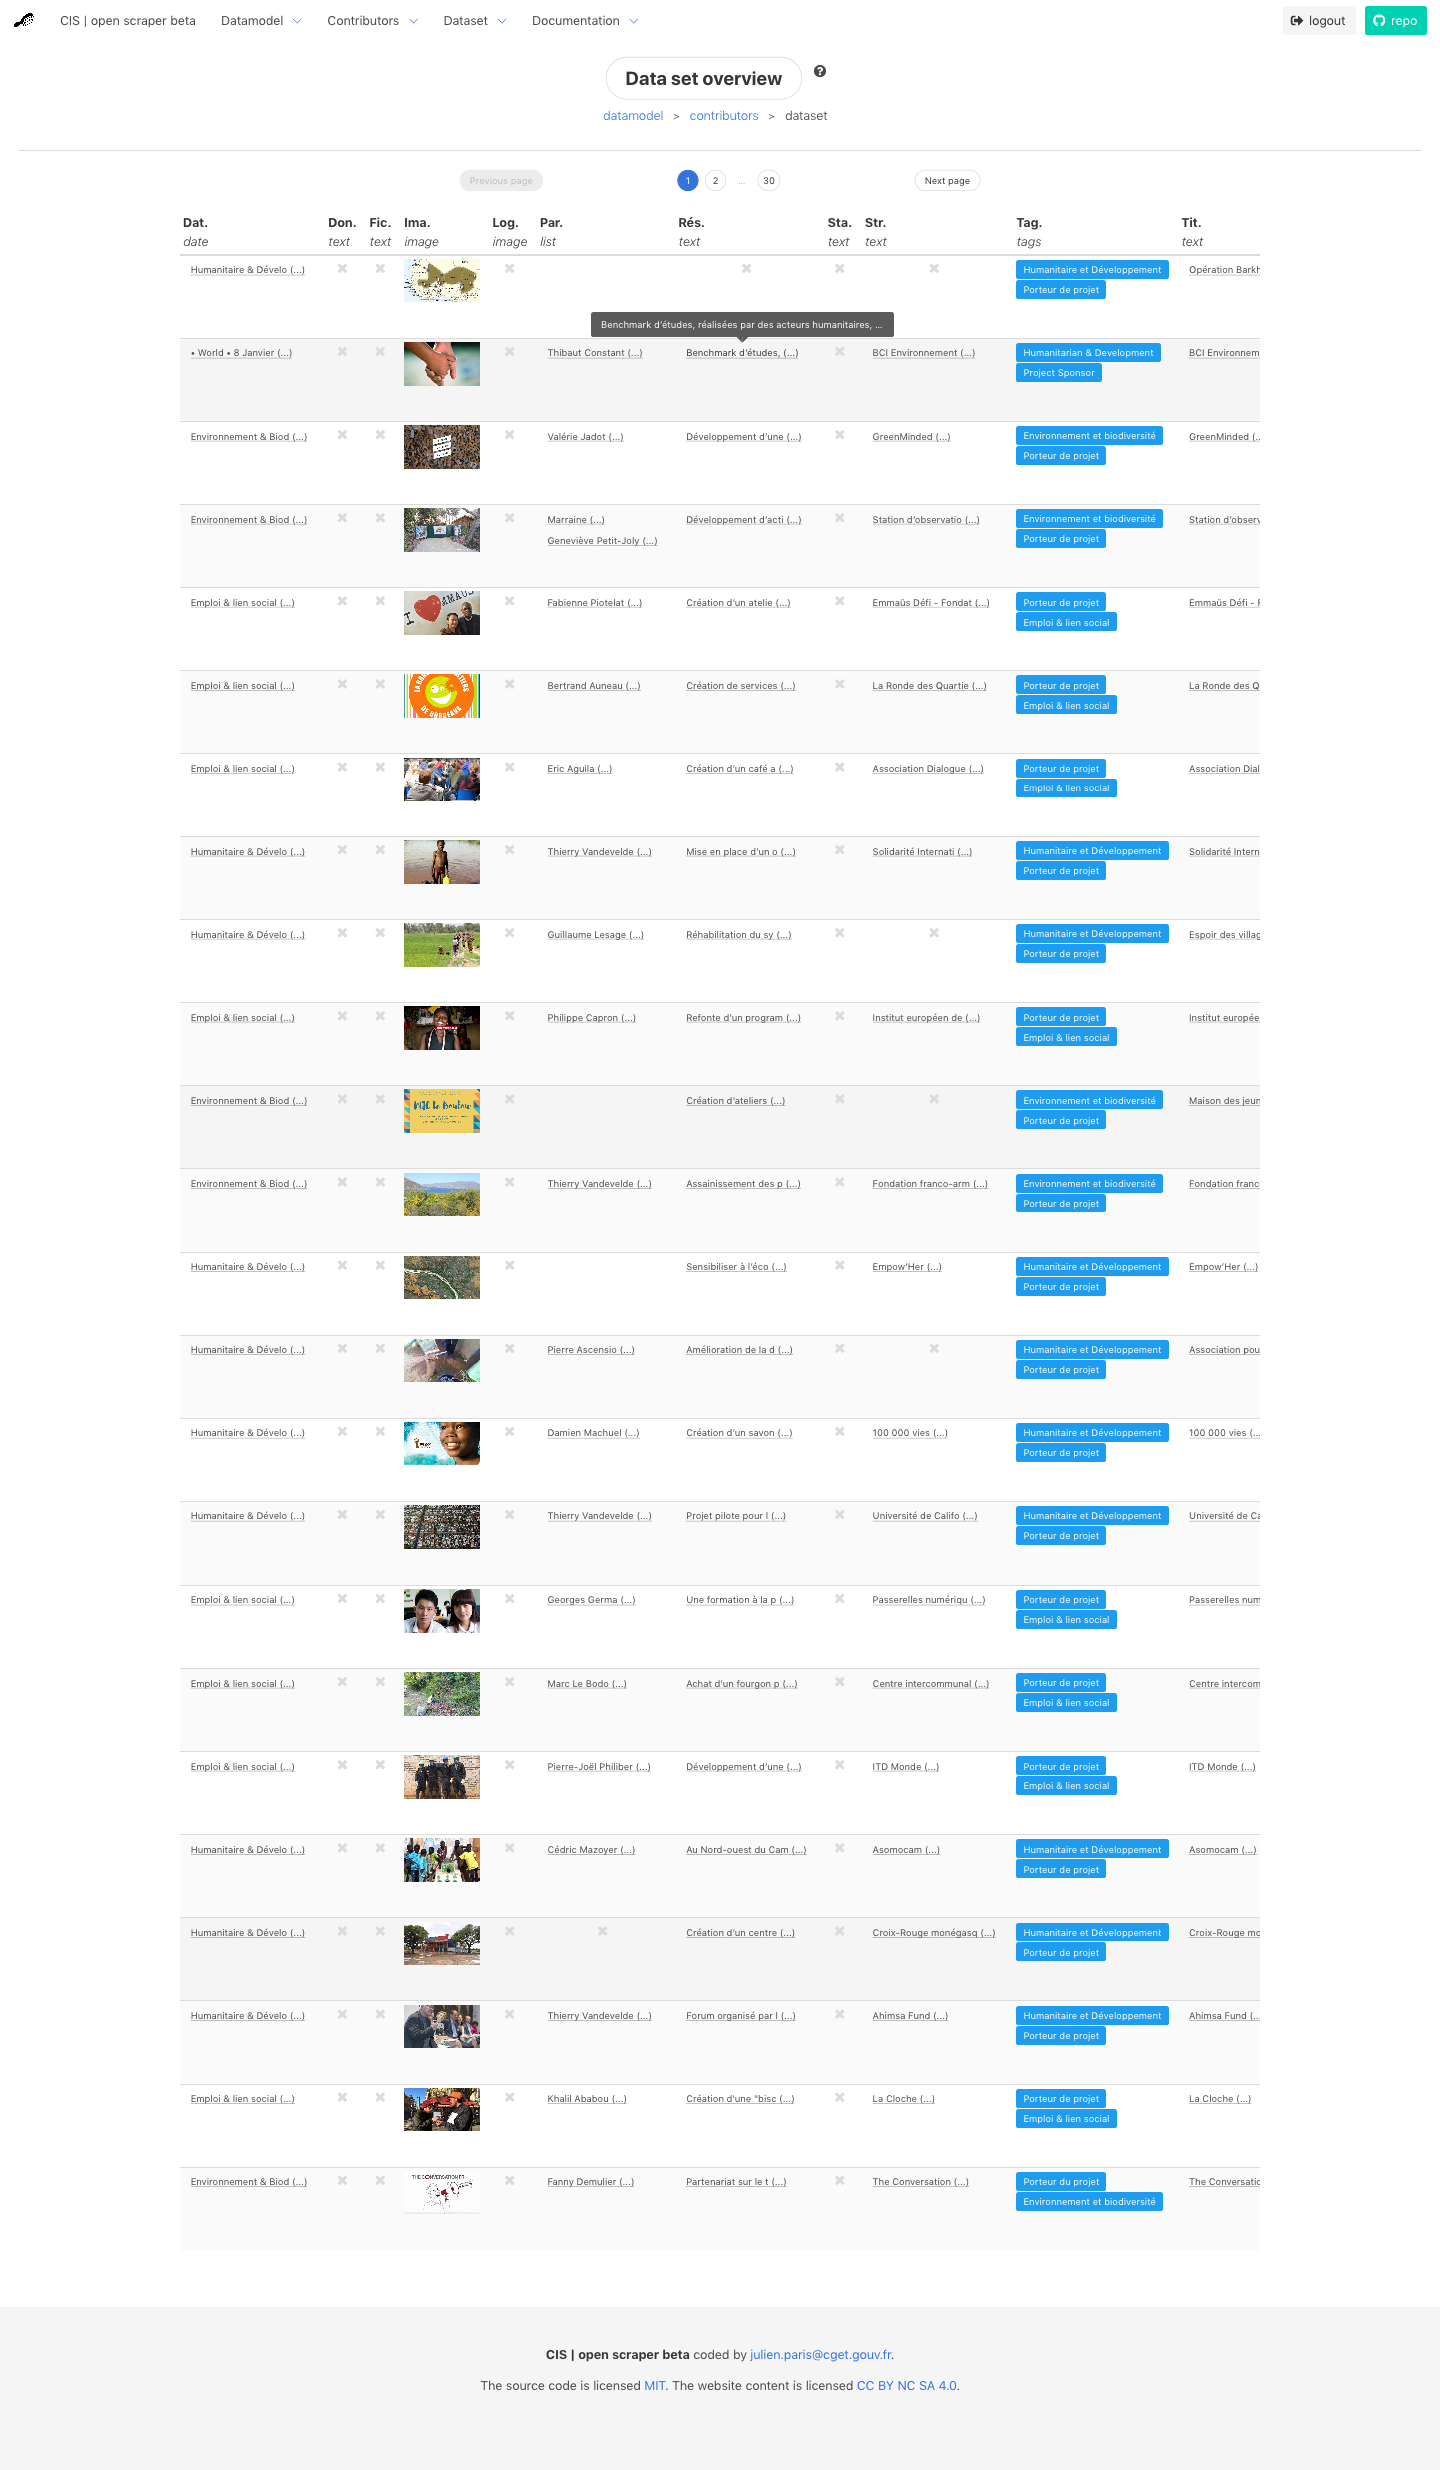 CIS | open scraper beta Datamodel Contributors Dataset Documentation logout repo
Data set overview
datamodel > contributors > dataset
Previous page 1 2 ... 30 Next page
Dat. Don. Fic. Ima. Log. Par. Rés. Sta. Str. Tag. Tit.
date text text image image list text text text tags text
Humanitaire & Dévelo (...) Humanitaire et Développement Opération Barkh
Porteur de projet
Benchmark d'études, réalisées par des acteurs humanitaires, ...
• World • 8 Janvier (...) Thibaut Constant (...) Benchmark d'études, (...) BCI Environnement (...) Humanitarian & Development BCI Environnem
Project Sponsor
Environnement & Biod (...) Valérie Jadot (...) Développement d'une (...) GreenMinded (...) Environnement et biodiversité GreenMinded (..
Porteur de projet
Environnement & Biod (...) Marraine (...) Développement d'acti (...) Station d'observatio (...) Environnement et biodiversité Station d'observ
Geneviève Petit-Joly (...) Porteur de projet
Emploi & lien social (...) I AMAUS Fabienne Piotelat (...) Création d'un atelie (...) Emmaüs Défi - Fondat (...) Porteur de projet Emmaüs Défi - F
Emploi & lien social
Emploi & lien social (...) DE BORDEAUX Bertrand Auneau (...) Création de services (...) La Ronde des Quartie (...) Porteur de projet La Ronde des Q
Emploi & lien social
Emploi & lien social (...) Eric Aguila (...) Création d'un café a (...) Association Dialogue (...) Porteur de projet Association Dial
Emploi & lien social
Humanitaire & Dévelo (...) Thierry Vandevelde (...) Mise en place d'un o (...) Solidarité Internati (...) Humanitaire et Développement Solidarité Intern
Porteur de projet
Humanitaire & Dévelo (...) Guillaume Lesage (...) Réhabilitation du sy (...) Humanitaire et Développement Espoir des villag
Porteur de projet
Emploi & lien social (...) Philippe Capron (...) Refonte d'un program (...) Institut européen de (...) Porteur de projet Institut europée
Emploi & lien social
Environnement & Biod (...) Création d'ateliers (...) Environnement et biodiversité Maison des jeun
Porteur de projet
Environnement & Biod (...) Thierry Vandevelde (...) Assainissement des p (...) Fondation franco-arm (...) Environnement et biodiversité Fondation franc
Porteur de projet
Humanitaire & Dévelo (...) Sensibiliser à l'éco (...) Empow'Her (...) Humanitaire et Développement Empow'Her (...)
Porteur de projet
Humanitaire & Dévelo (...) Pierre Ascensio (...) Amélioration de la d (...) Humanitaire et Développement Association pou
Porteur de projet
Humanitaire & Dévelo (...) Damien Machuel (...) Création d'un savon (...) 100 000 vies (...) Humanitaire et Développement 100 000 vies (...
Porteur de projet
Humanitaire & Dévelo (...) Thierry Vandevelde (...) Projet pilote pour l (...) Université de Califo (...) Humanitaire et Développement Université de Ca
Porteur de projet
Emploi & lien social (...) Georges Germa (...) Une formation à la p (...) Passerelles numériqu (...) Porteur de projet Passerelles num
Emploi & lien social
Emploi & lien social (...) Marc Le Bodo (...) Achat d'un fourgon p (...) Centre intercommunal (...) Porteur de projet Centre intercom
Emploi & lien social
Emploi & lien social (...) Pierre-Joël Philiber (...) Développement d'une (...) ITD Monde (...) Porteur de projet ITD Monde (...)
Emploi & lien social
Humanitaire & Dévelo (...) Cédric Mazoyer (...) Au Nord-ouest du Cam (...) Asomocam (...) Humanitaire et Développement Asomocam (...)
Porteur de projet
Humanitaire & Dévelo (...) Création d'un centre (...) Croix-Rouge monégasq (...) Humanitaire et Développement Croix-Rouge mo
Porteur de projet
Humanitaire & Dévelo (...) Thierry Vandevelde (...) Forum organisé par l (...) Ahimsa Fund (...) Humanitaire et Développement Ahimsa Fund (...
Porteur de projet
Emploi & lien social (...) Khalil Ababou (...) Création d'une "bisc (...) La Cloche (...) Porteur de projet La Cloche (...)
Emploi & lien social
Environnement & Biod (...) THE CONVERSATION FR Fanny Demulier (...) Partenariat sur le t (...) The Conversation (...) Porteur du projet The Conversatio
Environnement et biodiversité
CIS | open scraper beta coded by julien.paris@cget.gouv.fr.
The source code is licensed MIT. The website content is licensed CC BY NC SA 4.0.